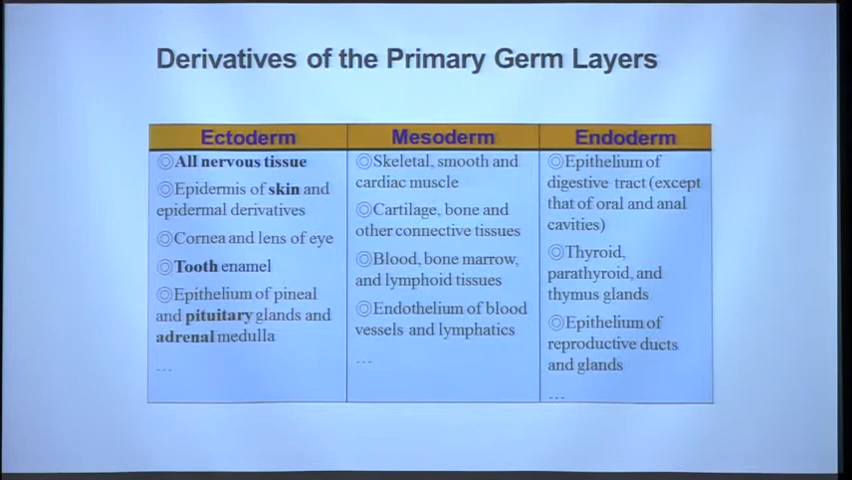 Derivatives of the Primary Germ Layers
Ectoderm
◎All nervous tissue
◎Epidermis of skin and
epidermal derivatives
◎Cornea and lens of eye
◎Tooth enamel
◎Epithelium of pineal
and pituitary glands and
adrenal medulla
...
Mesoderm
◎Skeletal, smooth and
cardiac muscle
◎Cartilage, bone and
other connective tissues
◎Blood, bone marrow,
and lymphoid tissues
◎Endothelium of blood
vessels and lymphatics
...
Endoderm
◎Epithelium of
digestive tract (except
that of oral and anal
cavities)
◎Thyroid,
parathyroid, and
thymus glands
◎Epithelium of
reproductive ducts
and glands
...